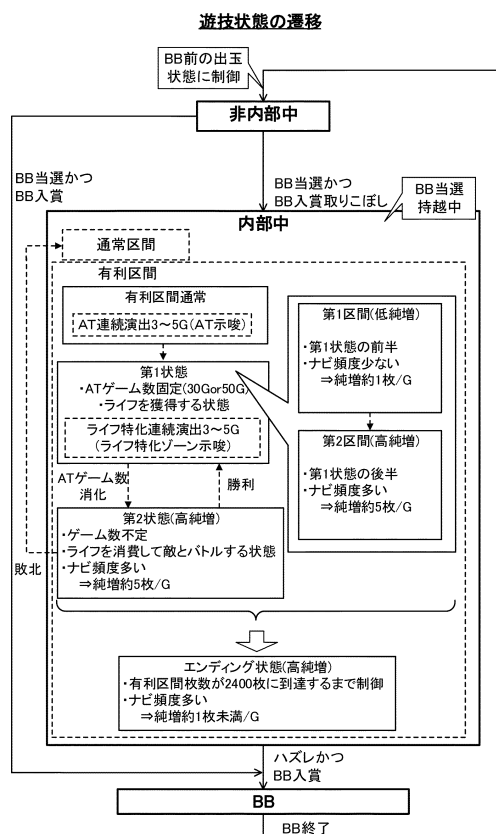 遊技状態の遷移
BB前の出玉
状態に制御
非内部中
BB当選かつ
BB入賞
BB当選かつ
BB入賞取りこぼし
BB当選
持越中
内部中
通常区間
有利区間
有利区間通常
AT連続演出3～5G(AT示唆)
第1状態
・ATゲーム数固定(30Gor50G)
・ライフを獲得する状態
ライフ特化連続演出3～5G
(ライフ特化ゾーン示唆)
第1区間(低純増)
・第1状態の前半
・ナビ頻度少ない
⇒純増約1枚/G
第2区間(高純増)
・第1状態の後半
・ナビ頻度多い
⇒純増約5枚/G
ATゲーム数
消化
勝利
第2状態(高純増)
・ゲーム数不定
・ライフを消費して敵とバトルする状態
・ナビ頻度多い
⇒純増約5枚/G
敗北
エンディング状態(高純増)
・有利区間枚数が2400枚に到達するまで制御
・ナビ頻度多い
⇒純増約1枚未満/G
ハズレかつ
BB入賞
BB
BB終了